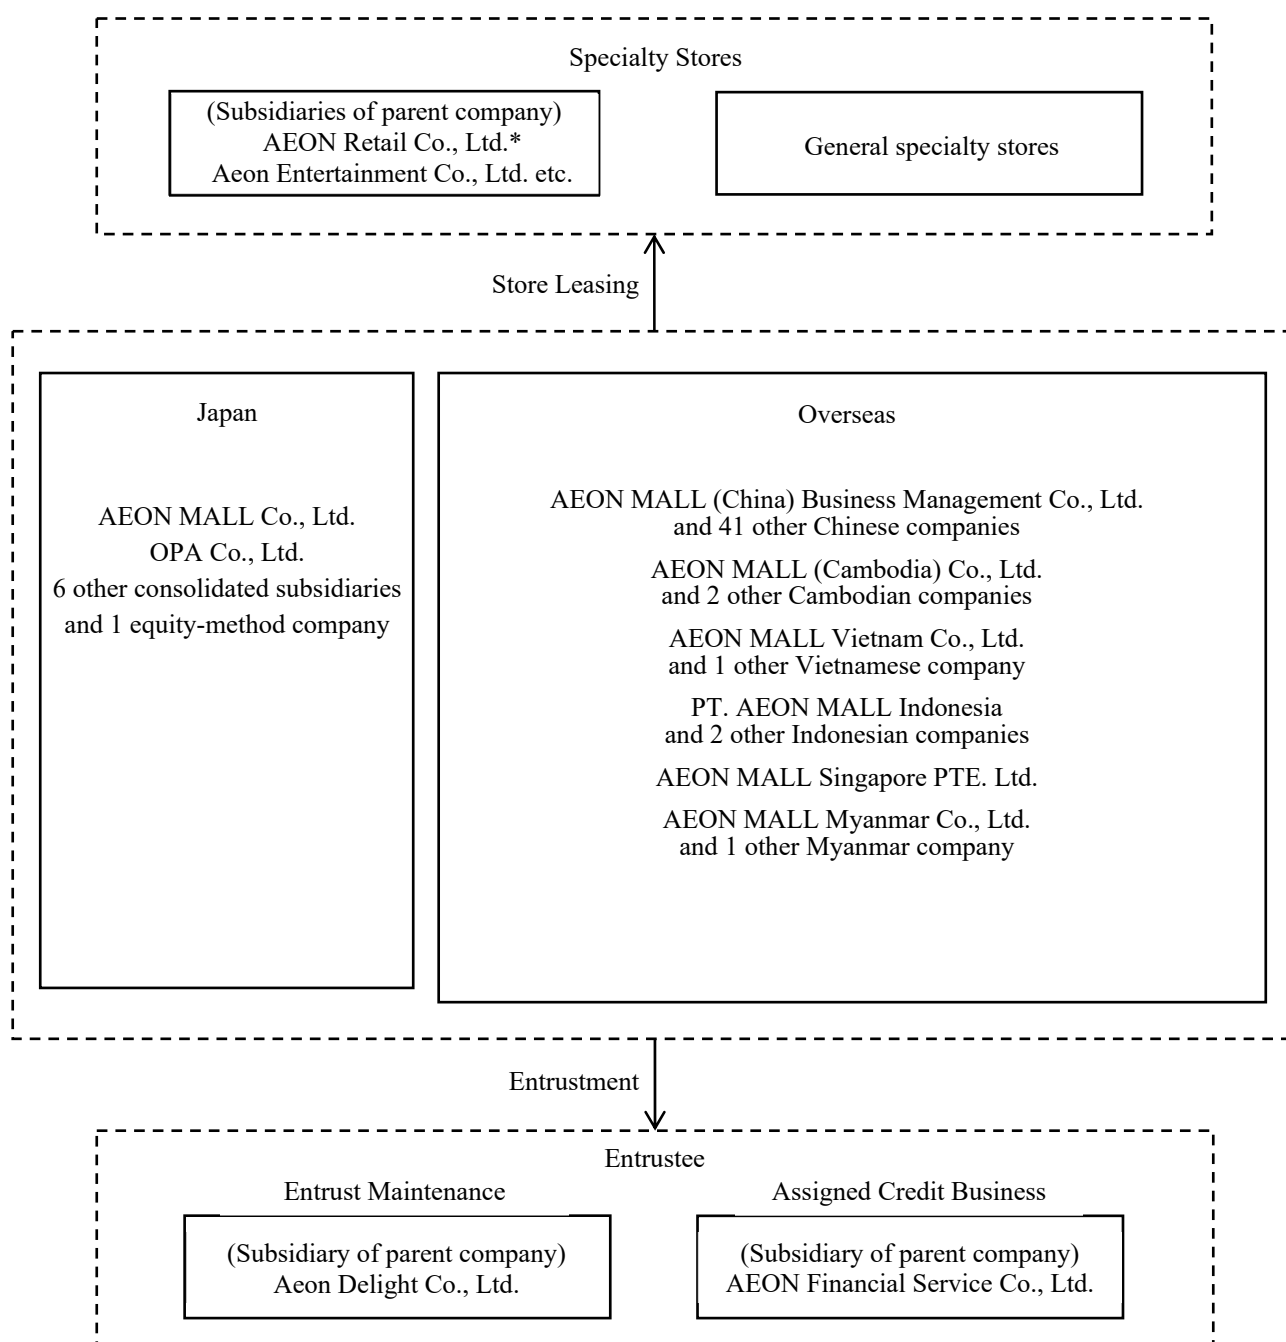 Specialty Stores
(Subsidiaries of parent company)
AEON Retail Co., Ltd.*
Aeon Entertainment Co., Ltd. etc.
General specialty stores
Store Leasing
Japan
AEON MALL Co., Ltd.
OPA Co., Ltd.
6 other consolidated subsidiaries
and 1 equity-method company
Overseas
AEON MALL (China) Business Management Co., Ltd.
and 41 other Chinese companies
AEON MALL (Cambodia) Co., Ltd.
and 2 other Cambodian companies
AEON MALL Vietnam Co., Ltd.
and 1 other Vietnamese company
PT. AEON MALL Indonesia
and 2 other Indonesian companies
AEON MALL Singapore PTE. Ltd.
AEON MALL Myanmar Co., Ltd.
and 1 other Myanmar company
Entrustment
Entrustee
Entrust Maintenance
(Subsidiary of parent company)
Aeon Delight Co., Ltd.
Assigned Credit Business
(Subsidiary of parent company)
AEON Financial Service Co., Ltd.